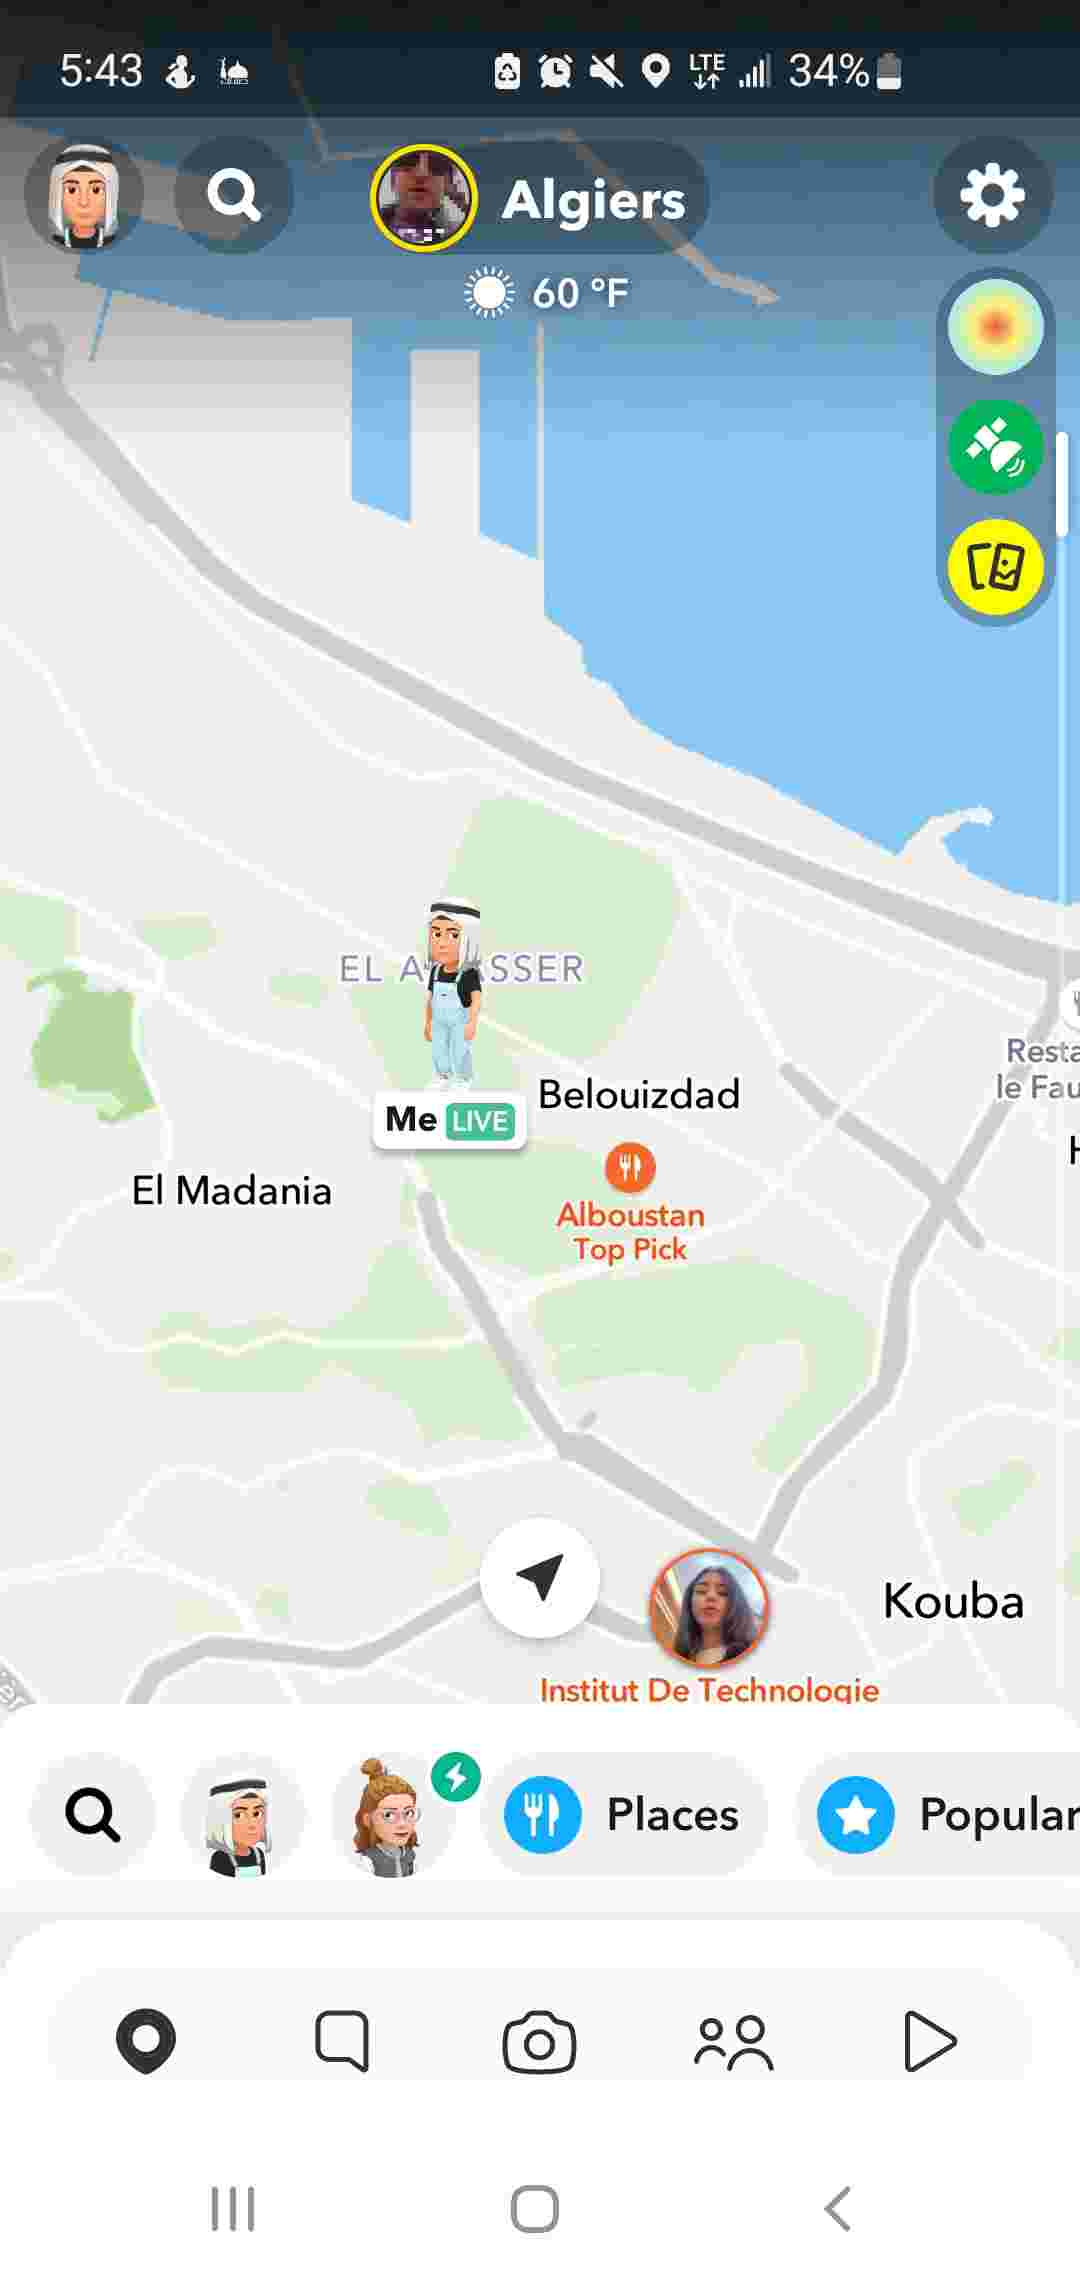 5:43
LTE
34%
Algiers
60 °F
EL A SSER
Resta
le Fau
Belouizdad
Me LIVE
H
El Madania
Alboustan
Top Pick
Kouba
Institut De Technologie
Places
Popular